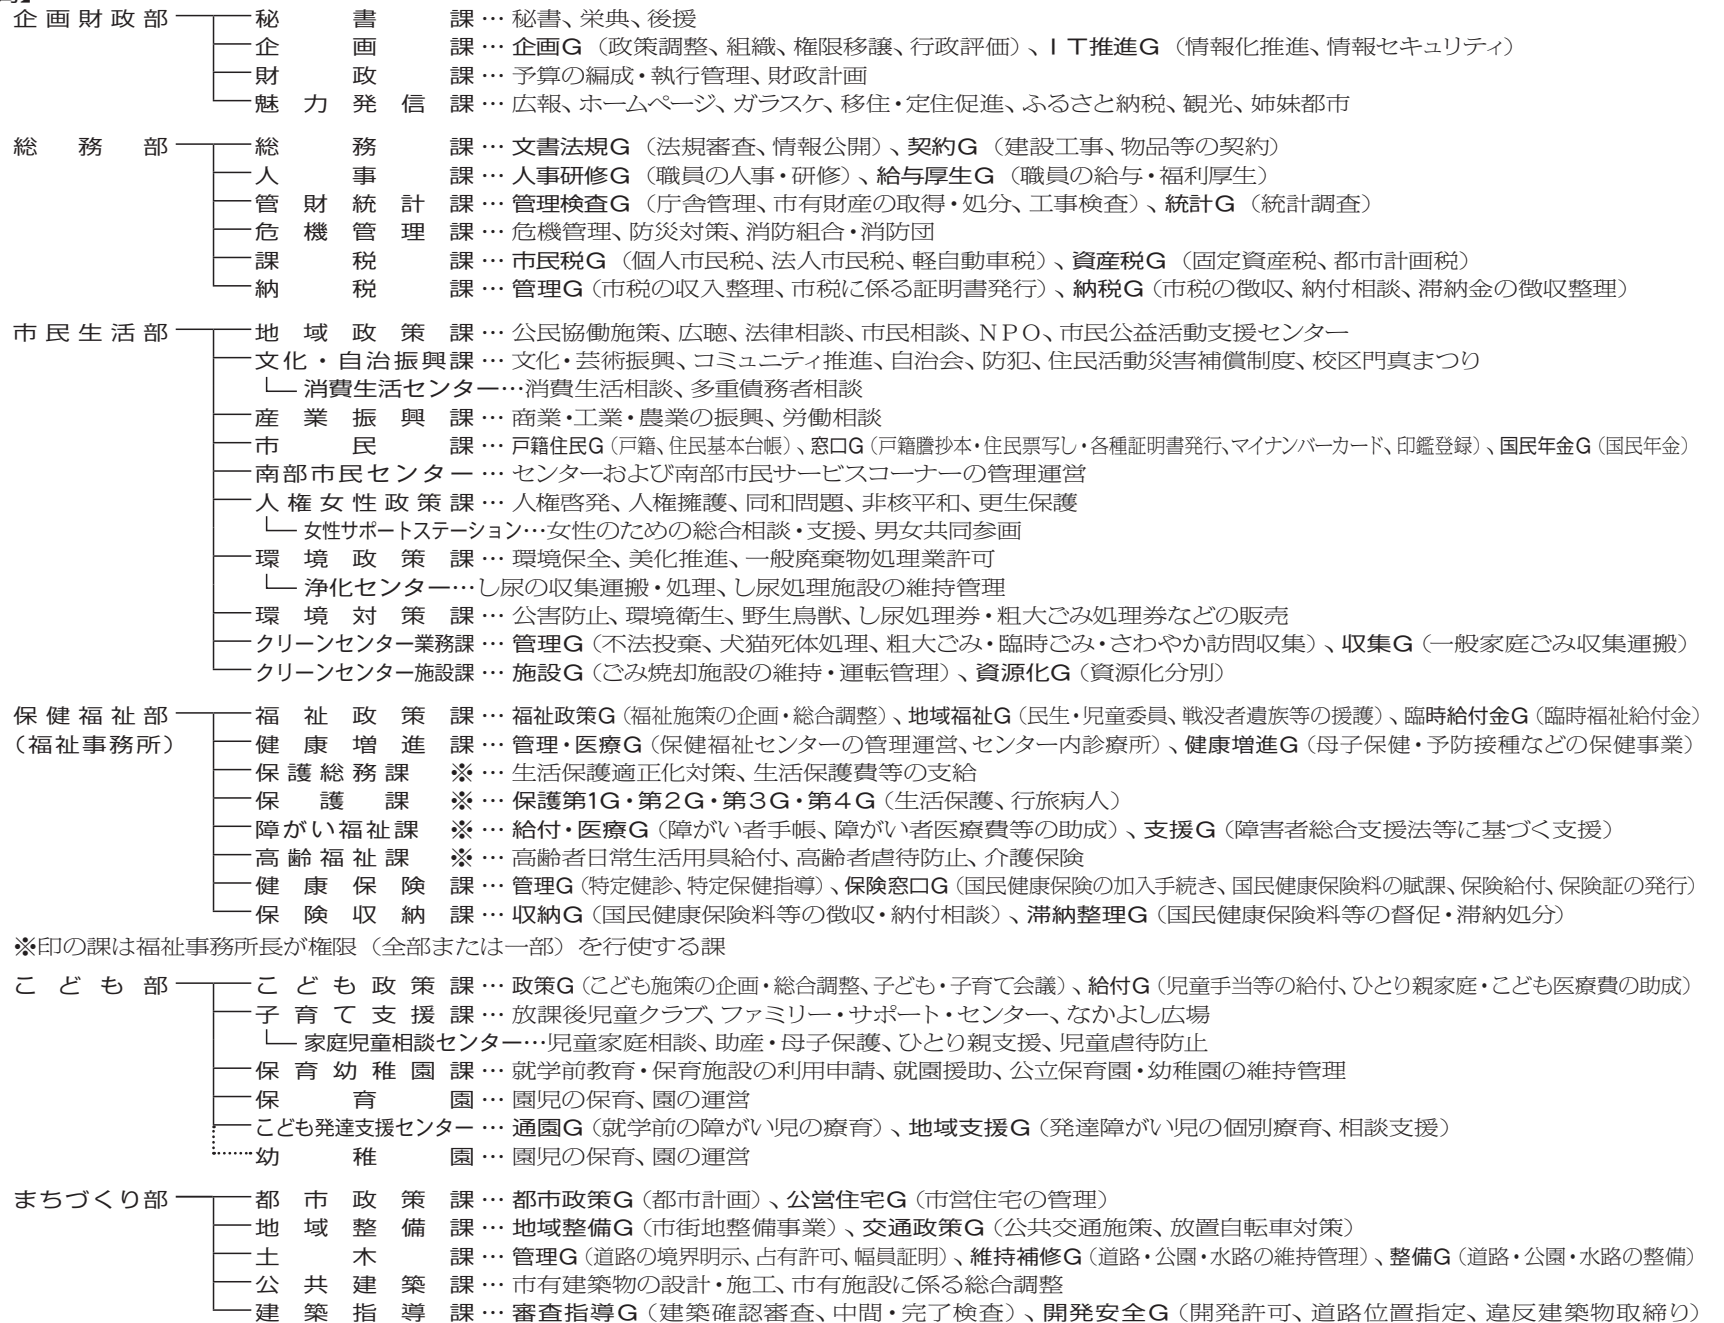 企画財政部 秘書課… 秘書、栄典、後援
企画課… 企画G（政策調整、組織、権限移譲、行政評価）、ＩＴ推進G（情報化推進、情報セキュリティ）
財政課… 予算の編成・執行管理、財政計画
魅力発信課… 広報、ホームページ、ガラスケ、移住・定住促進、ふるさと納税、観光、姉妹都市
総務部 総務課… 文書法規G（法規審査、情報公開）、契約G（建設工事、物品等の契約）
人事課… 人事研修G（職員の人事・研修）、給与厚生G（職員の給与・福利厚生）
管財統計課… 管理検査G（庁舎管理、市有財産の取得・処分、工事検査）、統計G（統計調査）
危機管理課… 危機管理、防災対策、消防組合・消防団
課税課… 市民税G（個人市民税、法人市民税、軽自動車税）、資産税G（固定資産税、都市計画税）
納税課… 管理G（市税の収入整理、市税に係る証明書発行）、納税G（市税の徴収、納付相談、滞納金の徴収整理）
市民生活部 地域政策課… 公民協働施策、広聴、法律相談、市民相談、ＮＰＯ、市民公益活動支援センター
文化・自治振興課… 文化・芸術振興、コミュニティ推進、自治会、防犯、住民活動災害補償制度、校区門真まつり
消費生活センター…消費生活相談、多重債務者相談
産業振興課… 商業・工業・農業の振興、労働相談
市民課… 戸籍住民G（戸籍、住民基本台帳）、窓口G（戸籍謄抄本・住民票写し・各種証明書発行、マイナンバーカード、印鑑登録）、国民年金G（国民年金）
南部市民センター… センターおよび南部市民サービスコーナーの管理運営
人権女性政策課… 人権啓発、人権擁護、同和問題、非核平和、更生保護
女性サポートステーション…女性のための総合相談・支援、男女共同参画
環境政策課… 環境保全、美化推進、一般廃棄物処理業許可
浄化センター…し尿の収集運搬・処理、し尿処理施設の維持管理
環境対策課… 公害防止、環境衛生、野生鳥獣、し尿処理券・粗大ごみ処理券などの販売
クリーンセンター業務課… 管理G（不法投棄、犬猫死体処理、粗大ごみ・臨時ごみ・さわやか訪問収集）、収集G（一般家庭ごみ収集運搬）
クリーンセンター施設課… 施設G（ごみ焼却施設の維持・運転管理）、資源化G（資源化分別）
保健福祉部 福祉政策課… 福祉政策G（福祉施策の企画・総合調整）、地域福祉G（民生・児童委員、戦没者遺族等の援護）、臨時給付金G（臨時福祉給付金）
（福祉事務所） 健康増進課… 管理・医療G（保健福祉センターの管理運営、センター内診療所）、健康増進G（母子保健・予防接種などの保健事業）
保護総務課 ※… 生活保護適正化対策、生活保護費等の支給
保護課 ※… 保護第1G・第2G・第3G・第4G（生活保護、行旅病人）
障がい福祉課 ※… 給付・医療G（障がい者手帳、障がい者医療費等の助成）、支援G（障害者総合支援法等に基づく支援）
高齢福祉課 ※… 高齢者日常生活用具給付、高齢者虐待防止、介護保険
健康保険課… 管理G（特定健診、特定保健指導）、保険窓口G（国民健康保険の加入手続き、国民健康保険料の賦課、保険給付、保険証の発行）
保険収納課… 収納G（国民健康保険料等の徴収・納付相談）、滞納整理G（国民健康保険料等の督促・滞納処分）
※印の課は福祉事務所長が権限（全部または一部）を行使する課
こども部 こども政策課… 政策G（こども施策の企画・総合調整、子ども・子育て会議）、給付G（児童手当等の給付、ひとり親家庭・こども医療費の助成）
子育て支援課… 放課後児童クラブ、ファミリー・サポート・センター、なかよし広場
家庭児童相談センター…児童家庭相談、助産・母子保護、ひとり親支援、児童虐待防止
保育幼稚園課… 就学前教育・保育施設の利用申請、就園援助、公立保育園・幼稚園の維持管理
保育園… 園児の保育、園の運営
こども発達支援センター… 通園G（就学前の障がい児の療育）、地域支援G（発達障がい児の個別療育、相談支援）
幼稚園… 園児の保育、園の運営
まちづくり部 都市政策課… 都市政策G（都市計画）、公営住宅G（市営住宅の管理）
地域整備課… 地域整備G（市街地整備事業）、交通政策G（公共交通施策、放置自転車対策）
土木課… 管理G（道路の境界明示、占有許可、幅員証明）、維持補修G（道路・公園・水路の維持管理）、整備G（道路・公園・水路の整備）
公共建築課… 市有建築物の設計・施工、市有施設に係る総合調整
建築指導課… 審査指導G（建築確認審査、中間・完了検査）、開発安全G（開発許可、道路位置指定、違反建築物取締り）